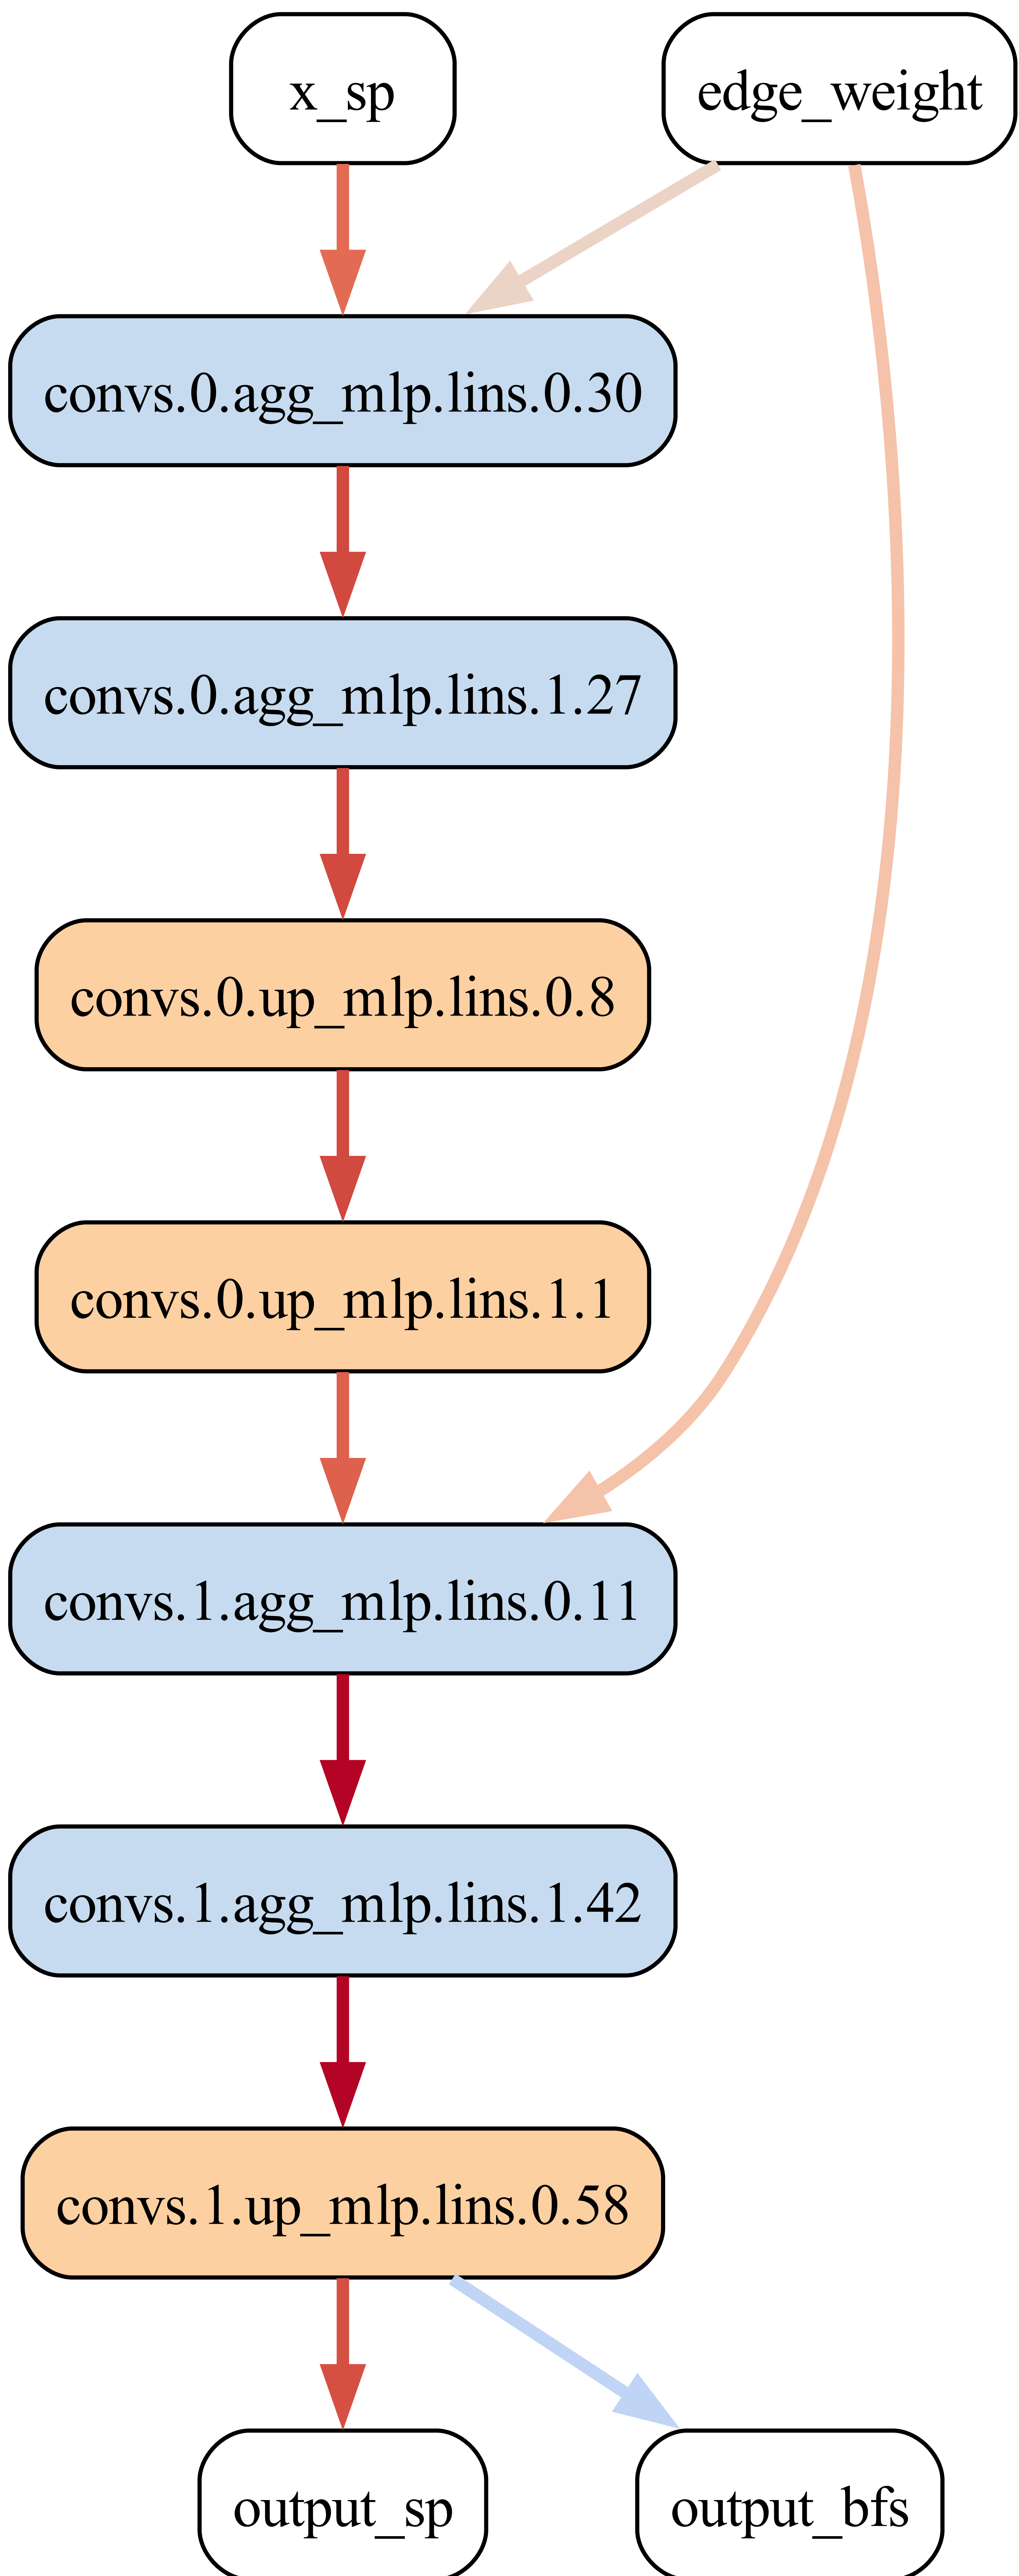 x_sp
edge_weight
convs.0.agg_mlp.lins.0.30
convs.0.agg_mlp.lins.1.27
convs.0.up_mlp.lins.0.8
convs.0.up_mlp.lins.1.1
convs.1.agg_mlp.lins.0.11
convs.1.agg_mlp.lins.1.42
convs.1.up_mlp.lins.0.58
output_sp
output_bfs